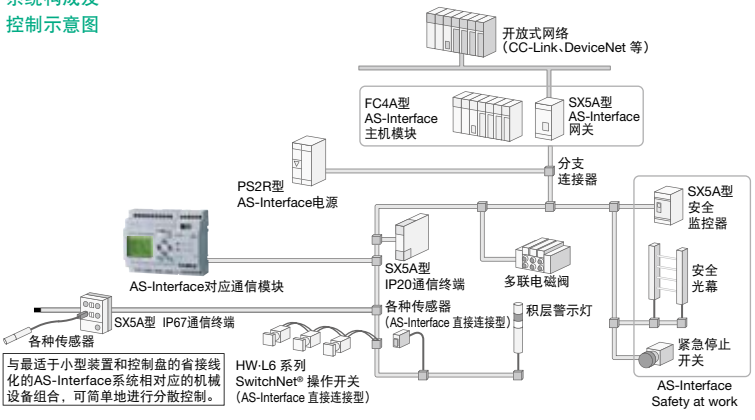 系统构成及
控制示意图
开放式网络
（CC-Link、DeviceNet 等）
FC4A型
AS-Interface
主机模块
SX5A型
AS-Interface
网关
分支
连接器
PS2R型
AS-Interface电源
SX5A型
安全
监控器
AS-Interface对应通信模块
SX5A型
IP20通信终端
多联电磁阀
安全
光幕
SX5A型 IP67通信终端
各种传感器
各种传感器
（AS-Interface 直接连接型）
积层警示灯
紧急停止
开关
HW·L6 系列
SwitchNet® 操作开关
（AS-Interface 直接连接型）
AS-Interface
Safety at work
与最适于小型装置和控制盘的省接线
化的AS-Interface系统相对应的机械
设备组合，可简单地进行分散控制。